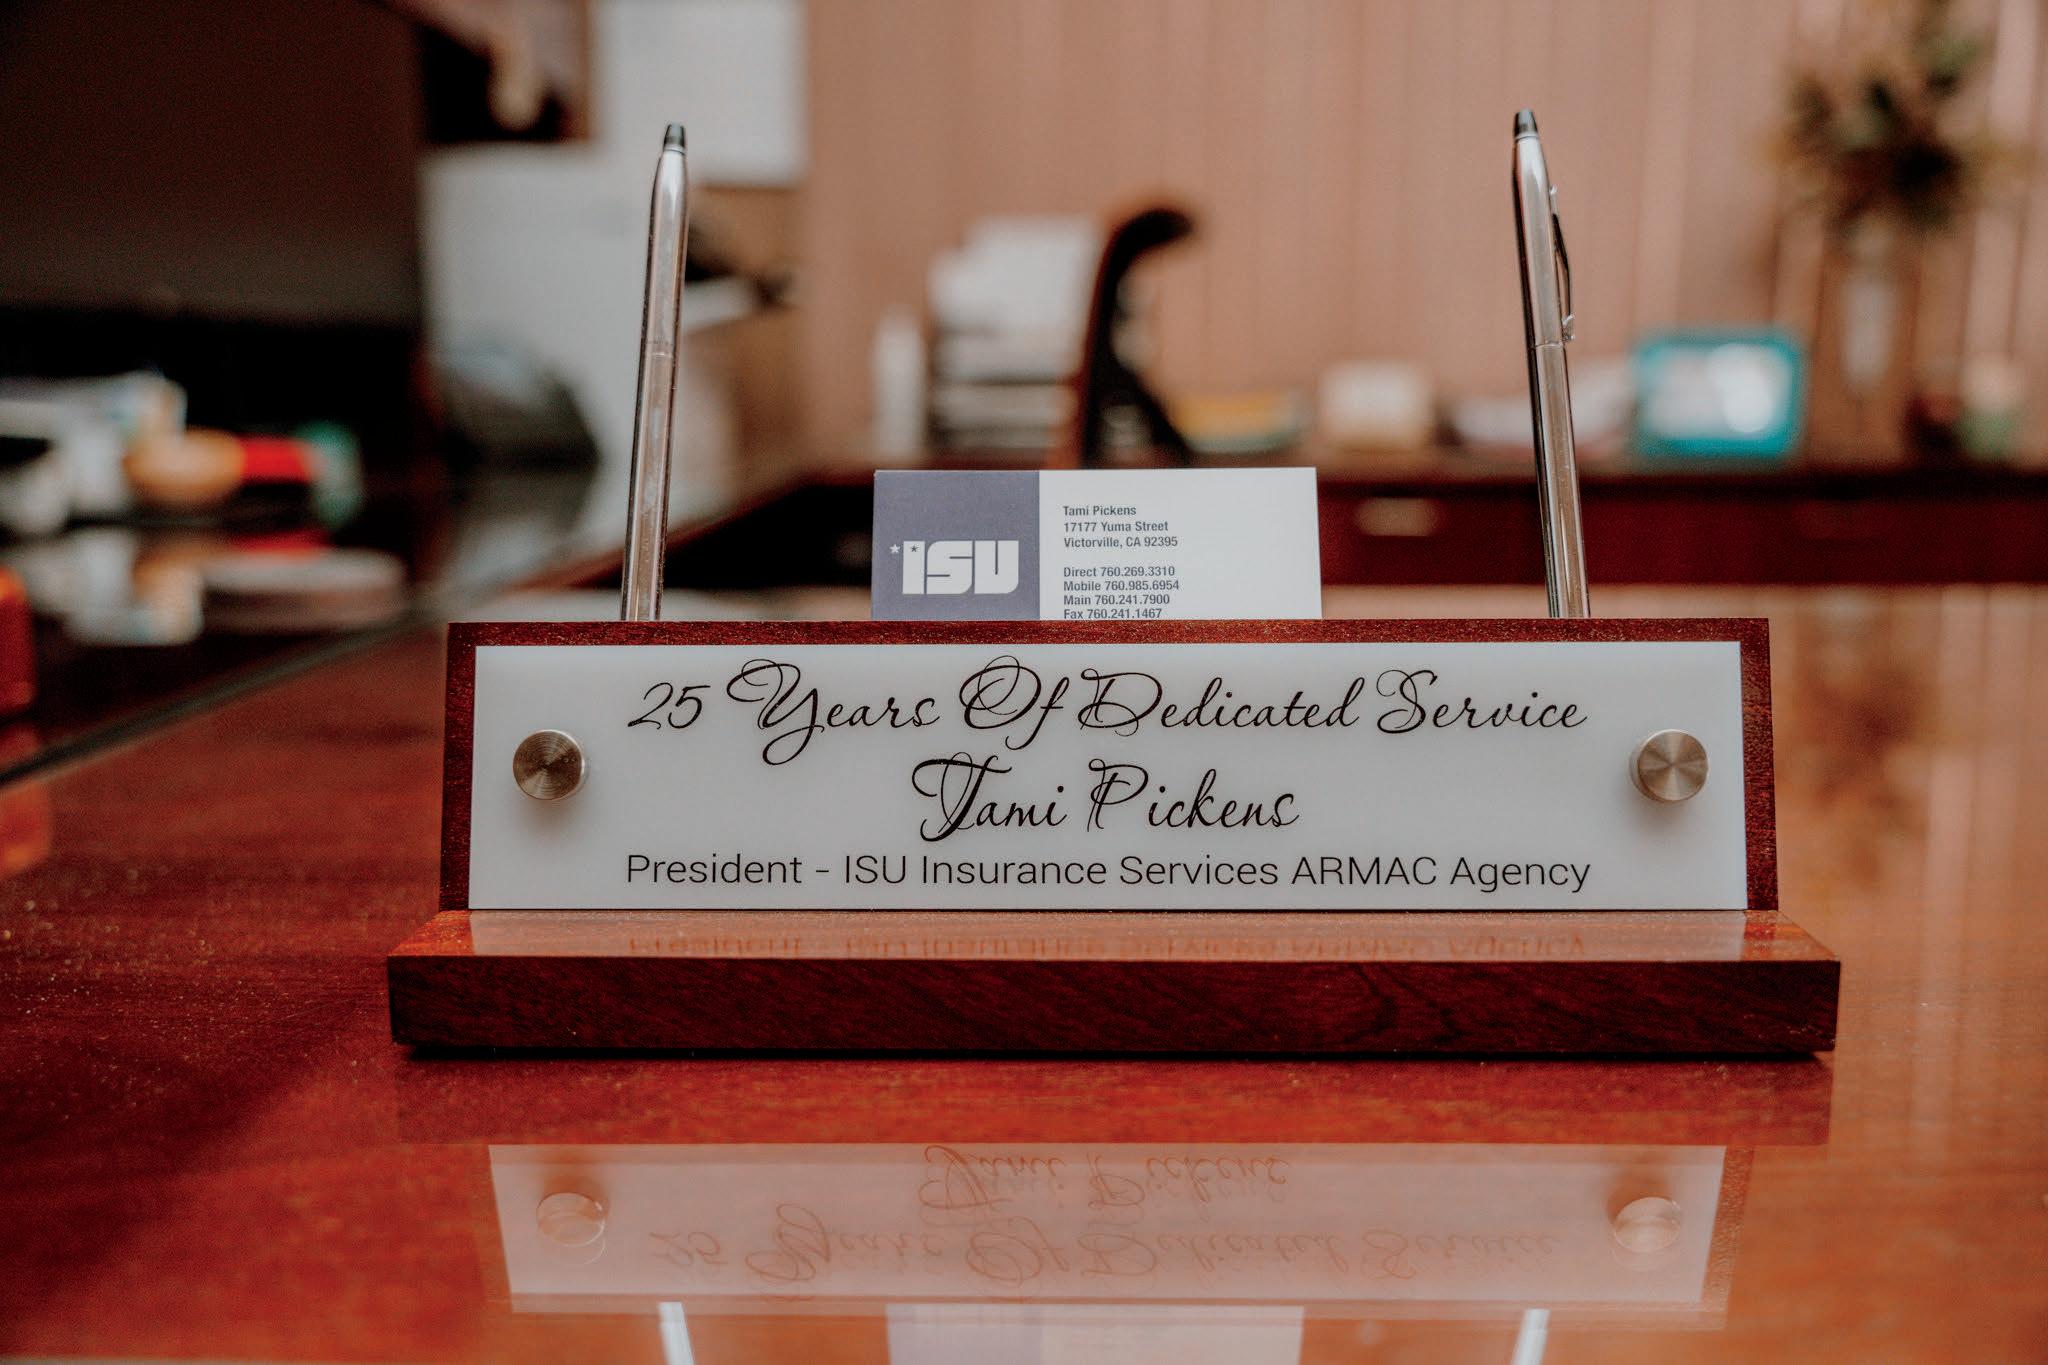 ISU
Tami Pickens
17177 Yuma Street
Victorville, CA 92395
Direct 760.269.3310
Mobile 760.985.6954
Main 760.241.7900
Fax 760.241.1467
25 Years Of Dedicated Service
Tami Pickens
President - ISU Insurance Services ARMAC Agency